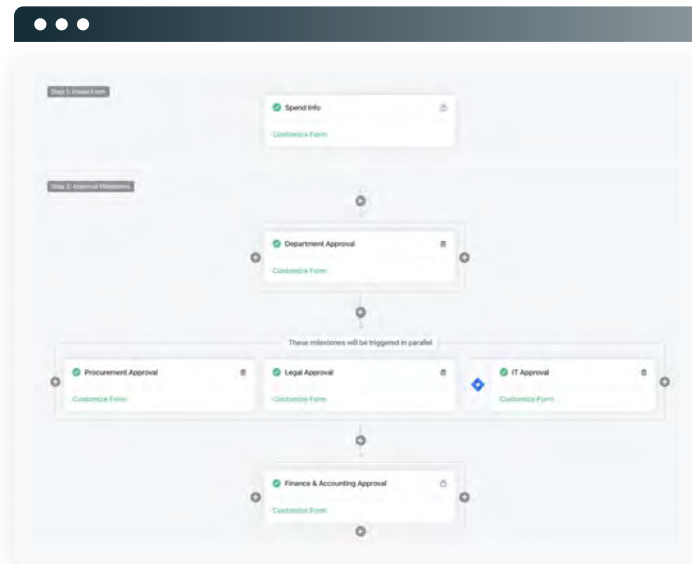 Step 1: Intake Form
Spend Info
Customize Form
Step 2: Approval Milestones
Department Approval
Customize Form
These milestones will be triggered in parallel
Procurement Approval
Legal Approval
IT Approval
Customize Form
Customize Form
Customize Form
Finance & Accounting Approval
Customize Form